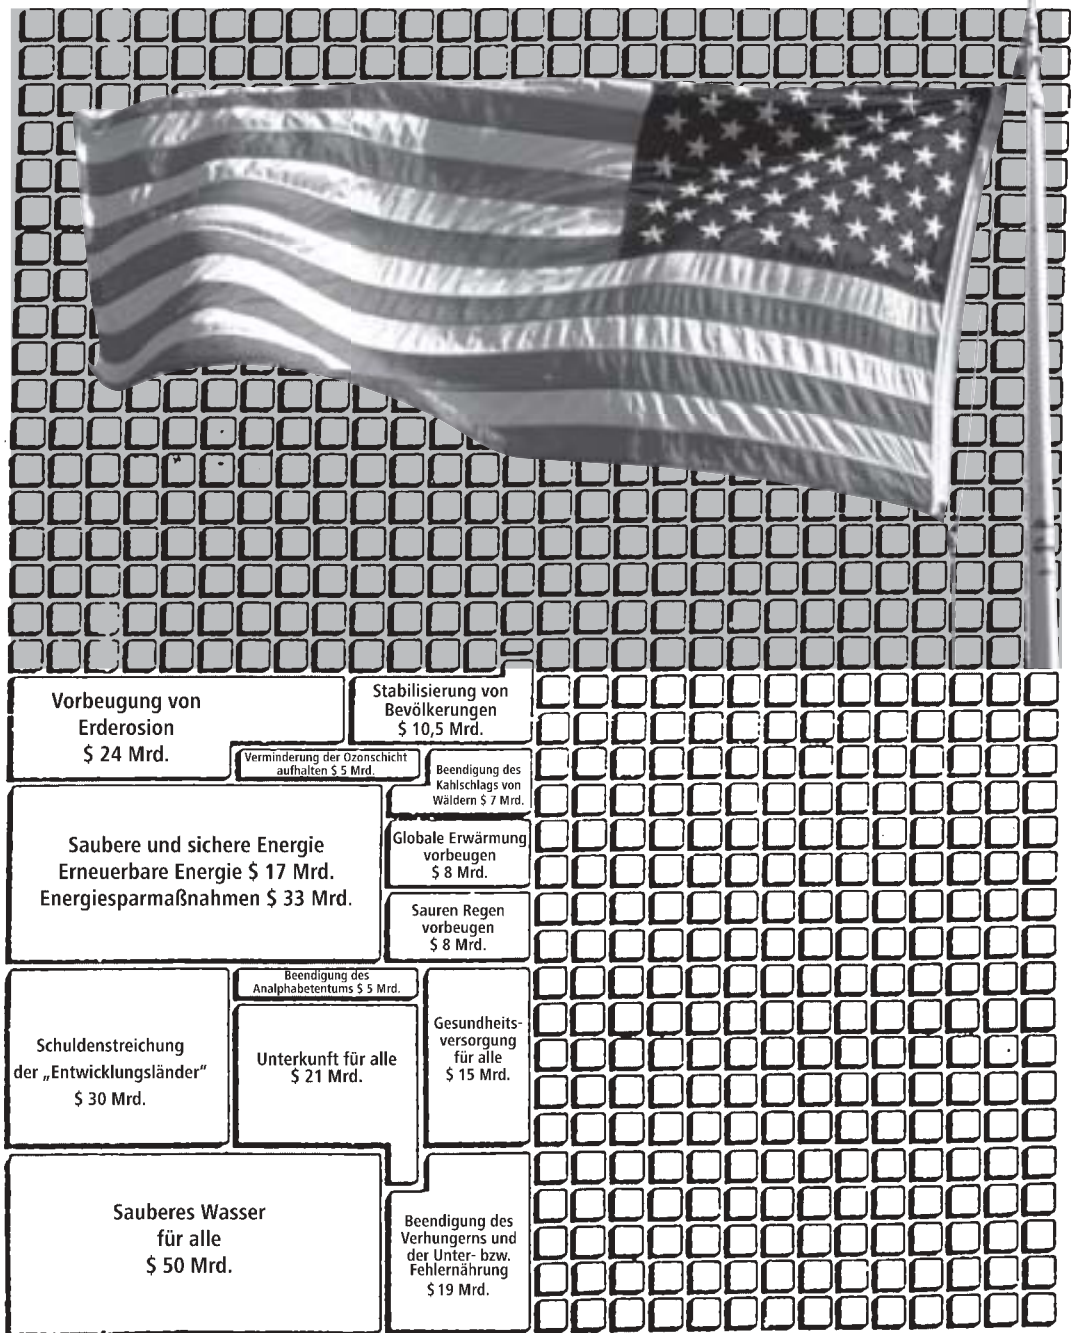 Vorbeugung von
Erderosion
$ 24 Mrd.
Stabilisierung von
Bevölkerungen
$ 10,5 Mrd.
Verminderung der Ozonschicht
aufhalten $ 5 Mrd.
Beendigung des
Kahlschlags von
Wäldern $ 7 Mrd.
Saubere und sichere Energie
Erneuerbare Energie $ 17 Mrd.
Energiesparmaßnahmen $ 33 Mrd.
Globale Erwärmung
vorbeugen
$ 8 Mrd.
Sauren Regen
vorbeugen
$ 8 Mrd.
Schuldenstreichung
der „Entwicklungsländer"
$ 30 Mrd.
Beendigung des
Analphabetentums $ 5 Mrd.
Unterkunft für alle
$ 21 Mrd.
Gesundheits-
versorgung
für alle
$ 15 Mrd.
Sauberes Wasser
für alle
$ 50 Mrd.
Beendigung des
Verhungerns und
der Unter- bzw.
Fehlernährung
$ 19 Mrd.